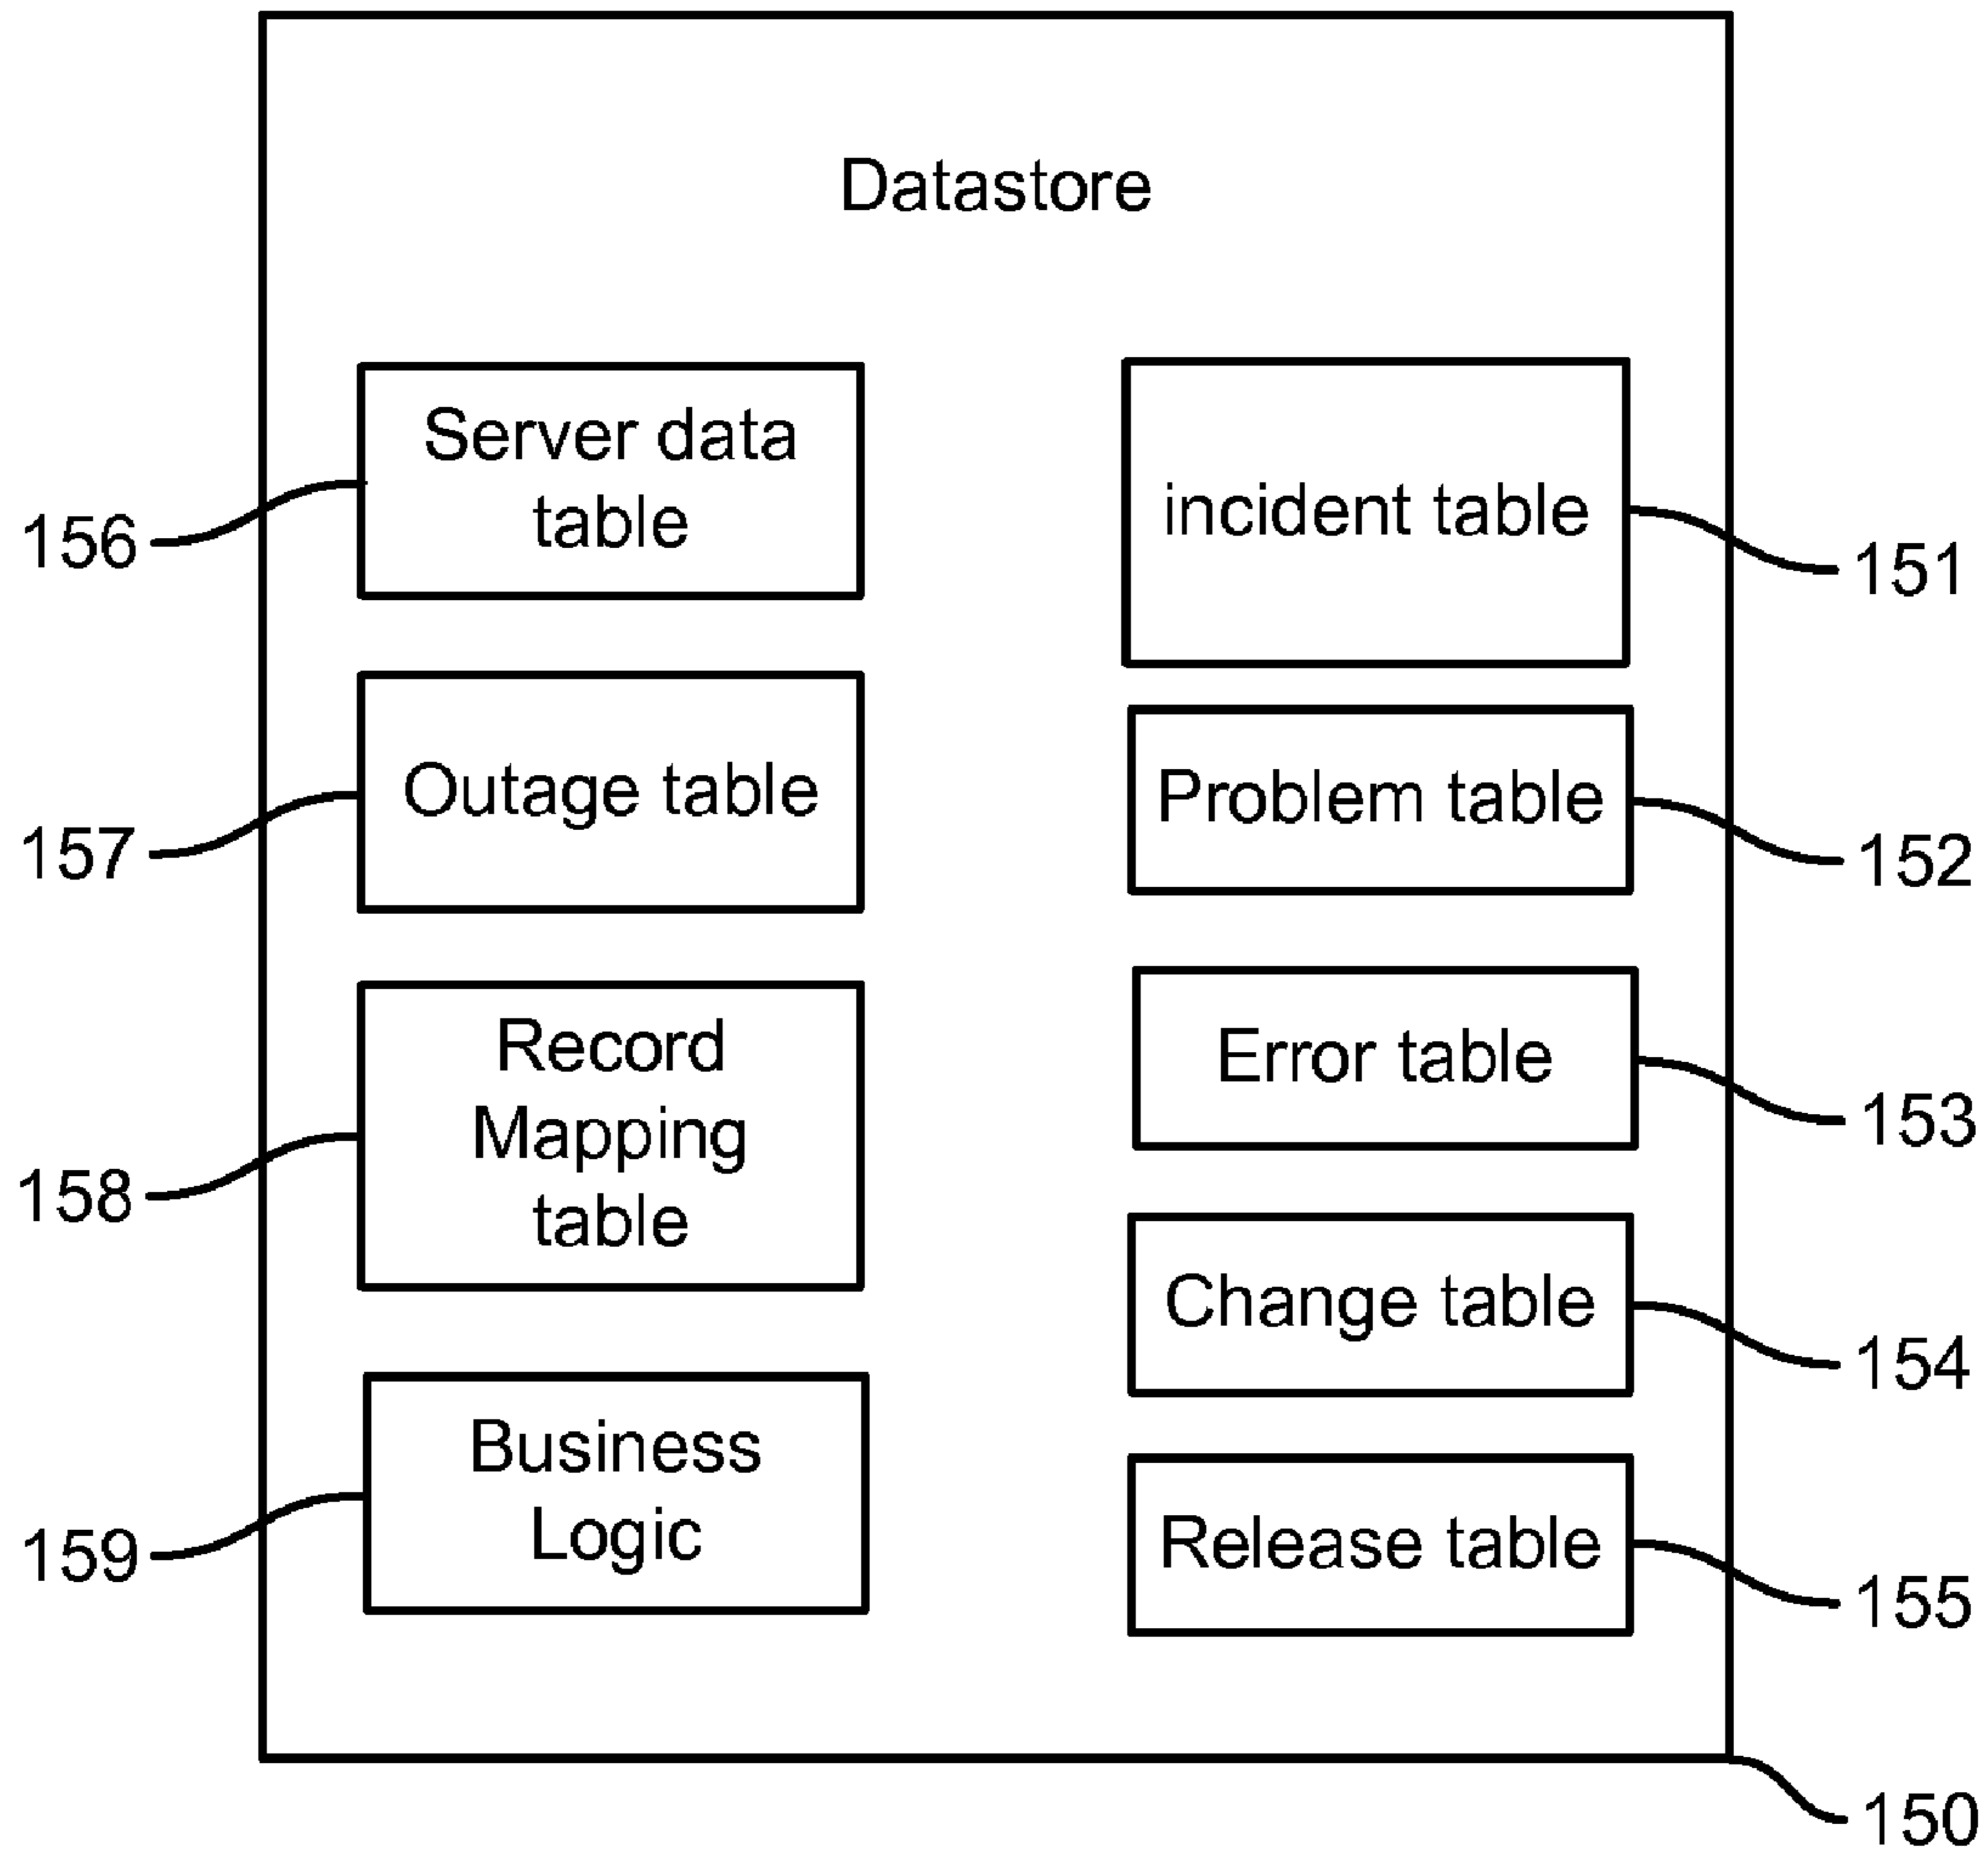 Datastore
Server data
table
156
Outage table
157
Record
Mapping
table
158
Business
Logic
159
incident table
151
Problem table
152
Error table
153
Change table
154
Release table
155
150